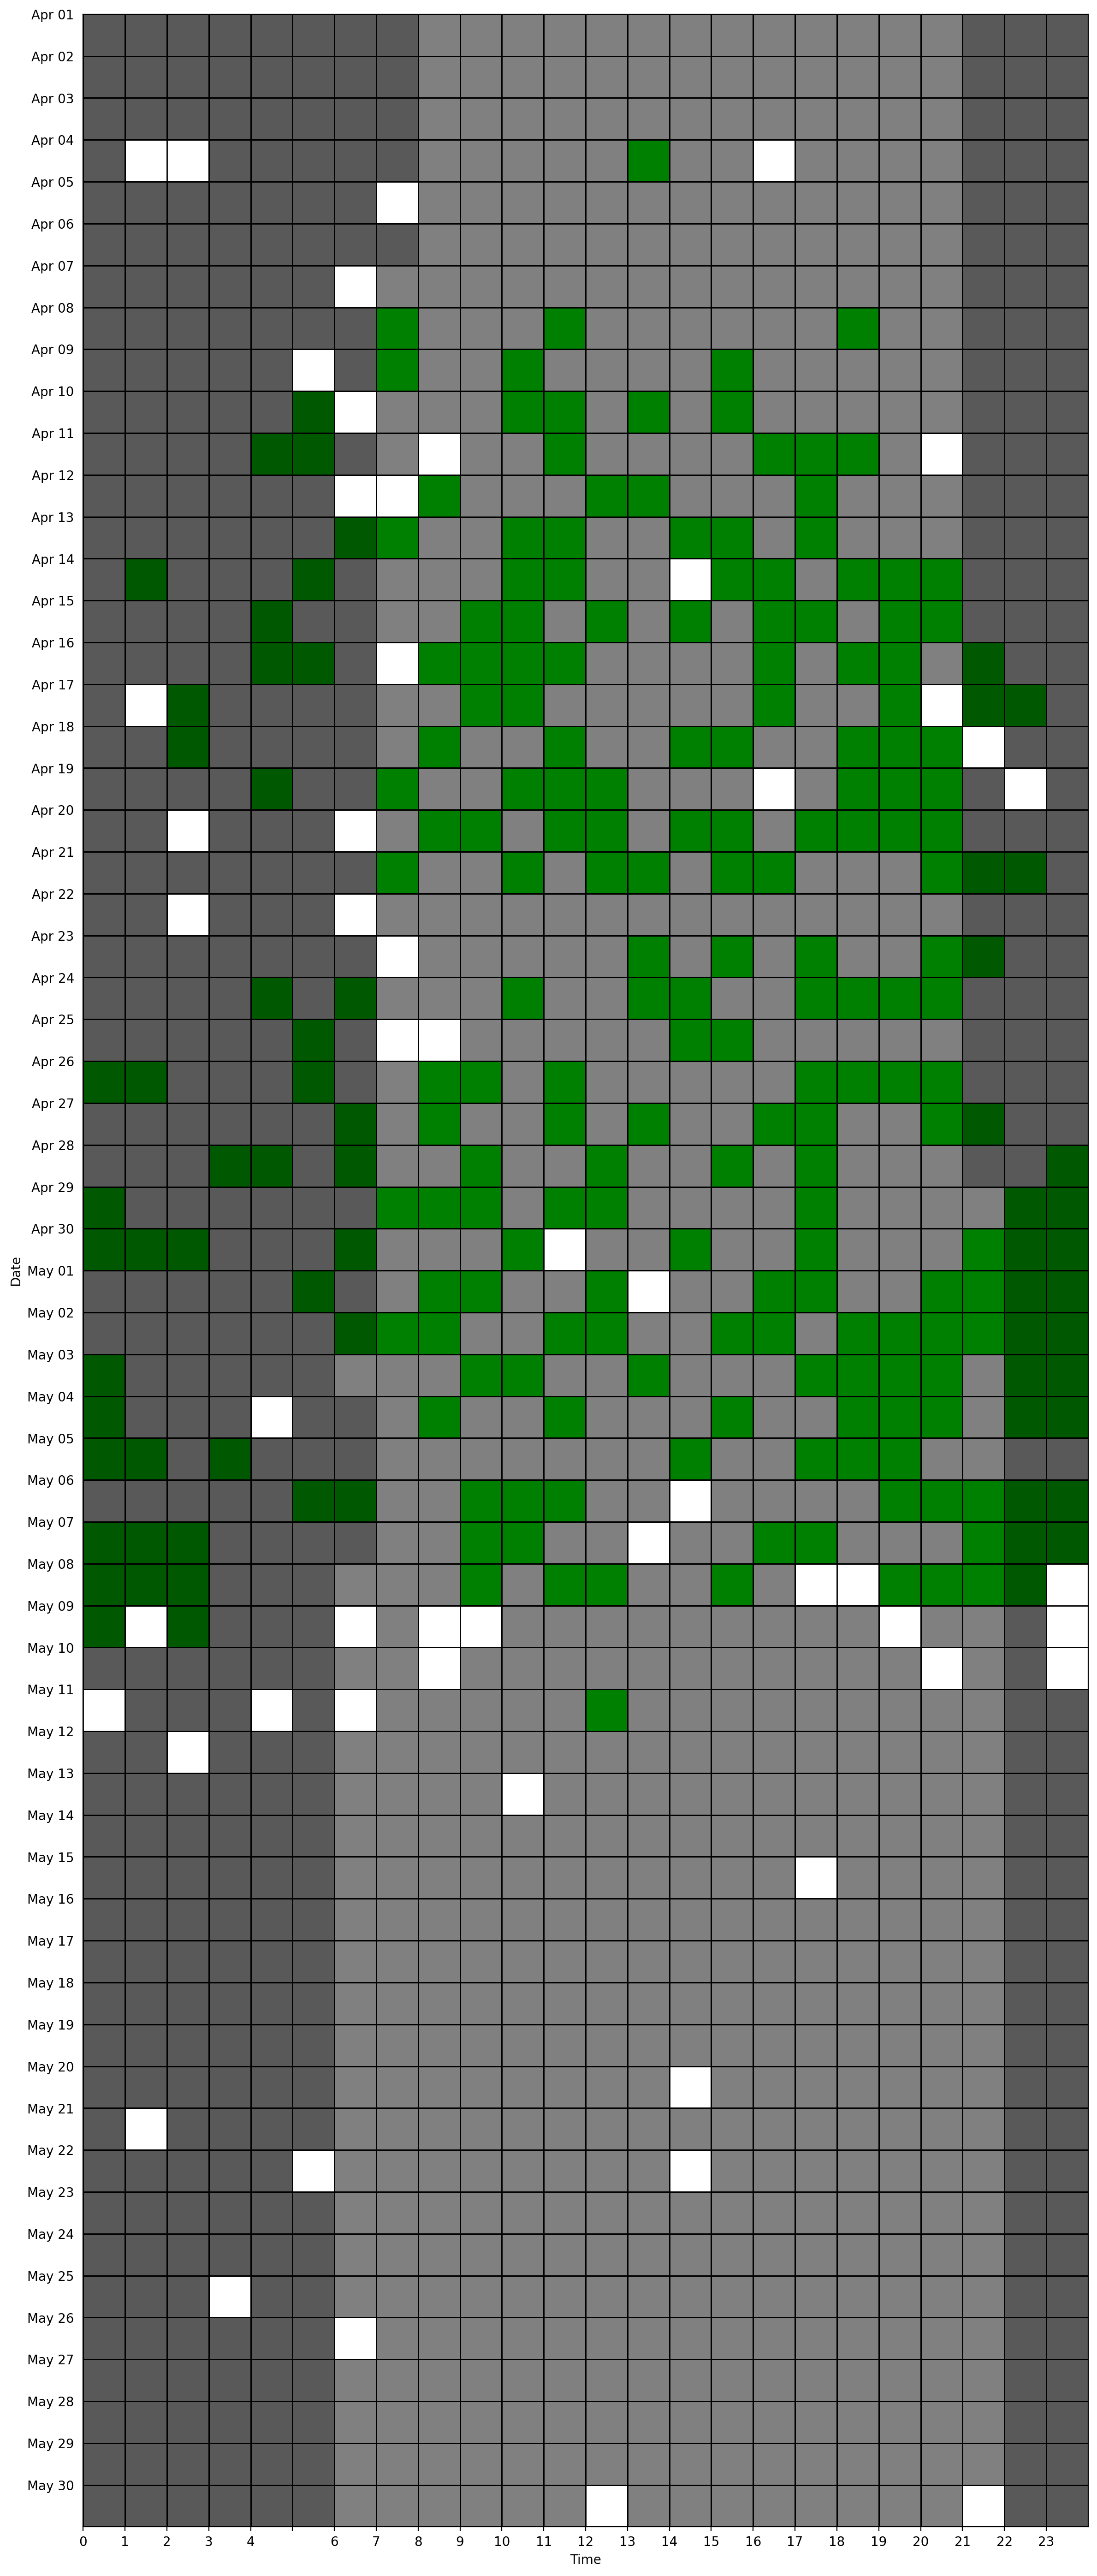 Apr 01
Apr 02
Apr 03
Apr 04
Apr 05
Apr 06
Apr 07
Apr 08
Apr 09
Apr 10
Apr 11
Apr 12
Apr 13
Apr 14
Apr 15
Apr 16
Apr 17
Apr 18
Apr 19
Apr 20
Apr 21
Apr 22
Apr 23
Apr 24
Apr 25
Apr 26
Apr 27
Apr 28
Apr 29
Apr 30
Date
May 01
May 02
May 03
May 04
May 05
May 06
May 07
May 08
May 09
May 10
May 11
May 12
May 13
May 14
May 15
May 16
May 17
May 18
May 19
May 20
May 21
May 22
May 23
May 24
May 25
May 26
May 27
May 28
May 29
May 30
0 1 2 3 4 6 7 8 9 10 11 12 13 14 15 16 17 18 19 20 21 22 23
Time